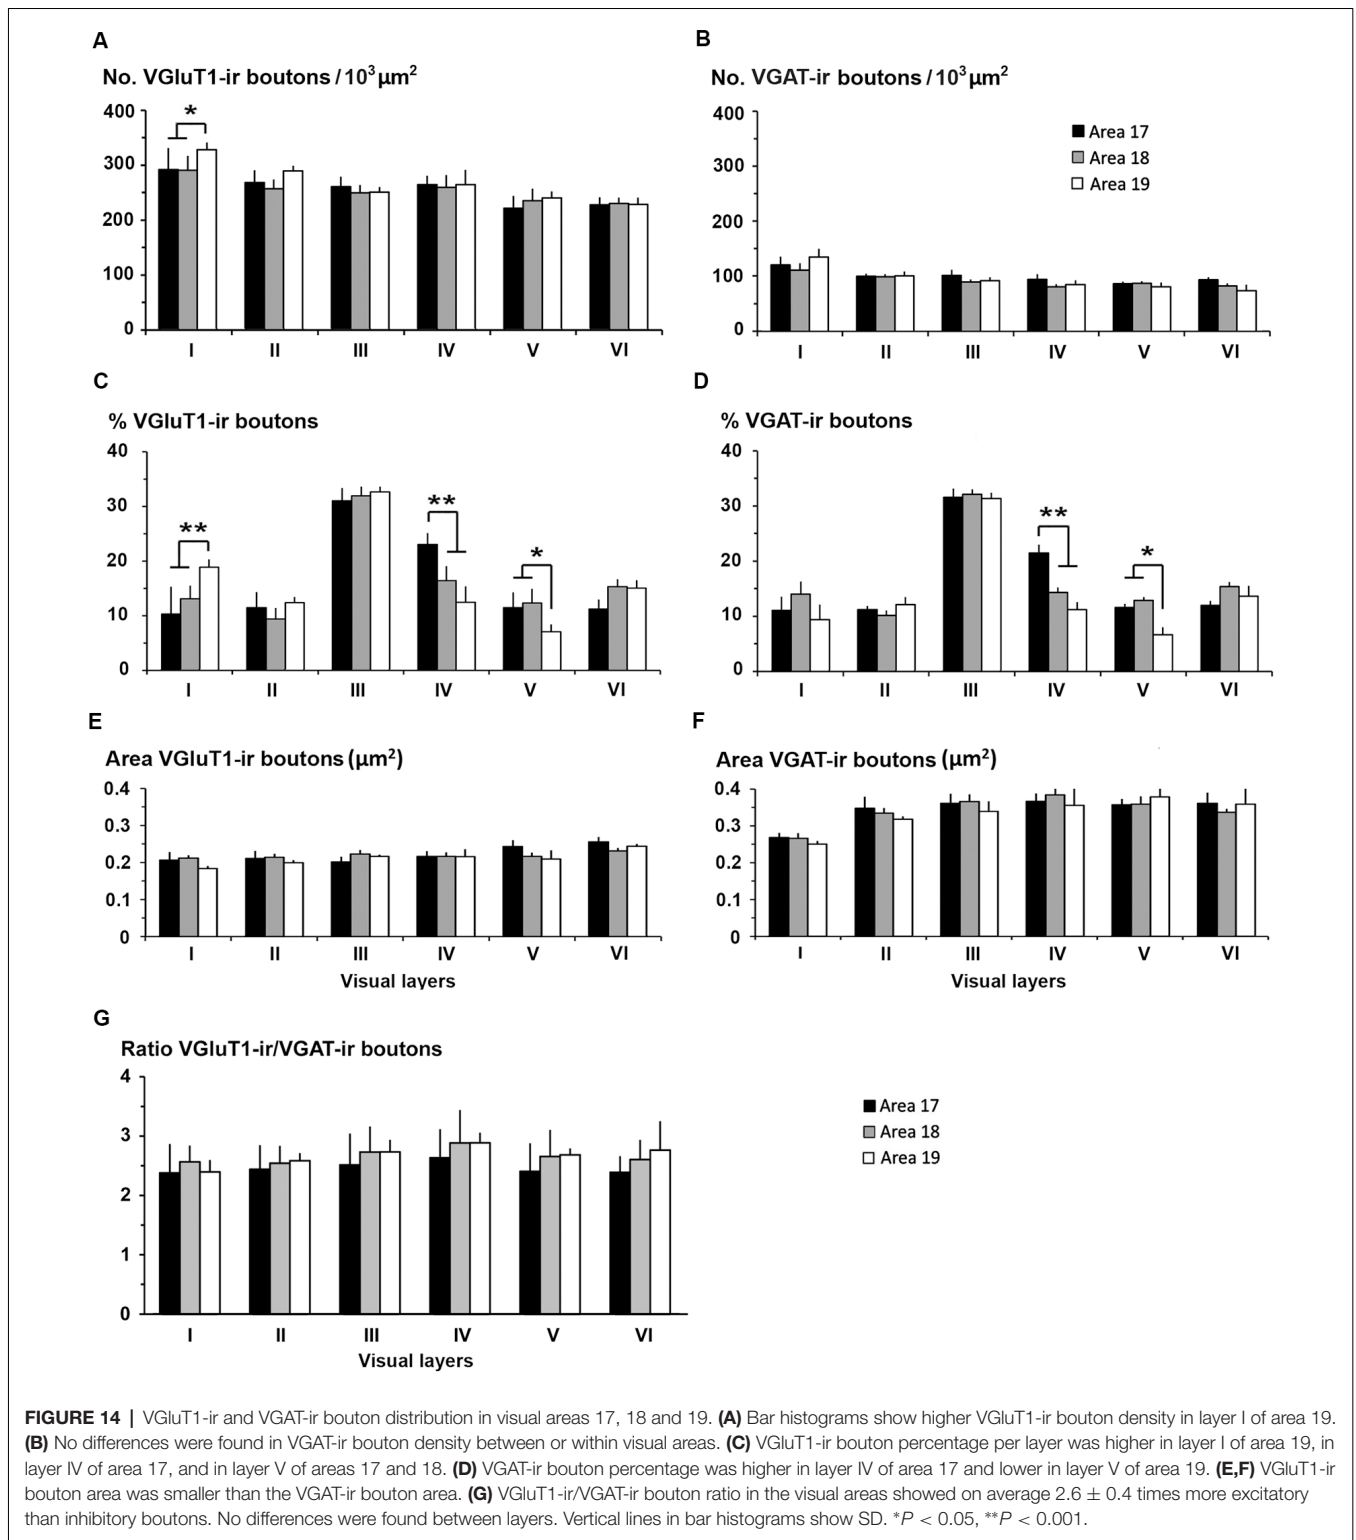 A
No. VGluT1-ir boutons / 10³ µm²
400
300
200
100
0
*
I II III IV V VI
B
No. VGAT-ir boutons / 10³ µm²
400
300
200
100
0
Area 17
Area 18
Area 19
I II III IV V VI
C
% VGluT1-ir boutons
40
30
20
10
0
**
**
*
I II III IV V VI
D
% VGAT-ir boutons
40
30
20
10
0
**
*
I II III IV V VI
E
Area VGluT1-ir boutons (µm²)
0.4
0.3
0.2
0.1
0
I II III IV V VI
Visual layers
F
Area VGAT-ir boutons (µm²)
0.4
0.3
0.2
0.1
0
I II III IV V VI
Visual layers
G
Ratio VGluT1-ir/VGAT-ir boutons
4
3
2
1
0
I II III IV V VI
Visual layers
Area 17
Area 18
Area 19
FIGURE 14 | VGluT1-ir and VGAT-ir bouton distribution in visual areas 17, 18 and 19. (A) Bar histograms show higher VGluT1-ir bouton density in layer I of area 19.
(B) No differences were found in VGAT-ir bouton density between or within visual areas. (C) VGluT1-ir bouton percentage per layer was higher in layer I of area 19, in
layer IV of area 17, and in layer V of areas 17 and 18. (D) VGAT-ir bouton percentage was higher in layer IV of area 17 and lower in layer V of area 19. (E,F) VGluT1-ir
bouton area was smaller than the VGAT-ir bouton area. (G) VGluT1-ir/VGAT-ir bouton ratio in the visual areas showed on average 2.6 ± 0.4 times more excitatory
than inhibitory boutons. No differences were found between layers. Vertical lines in bar histograms show SD. *P < 0.05, **P < 0.001.